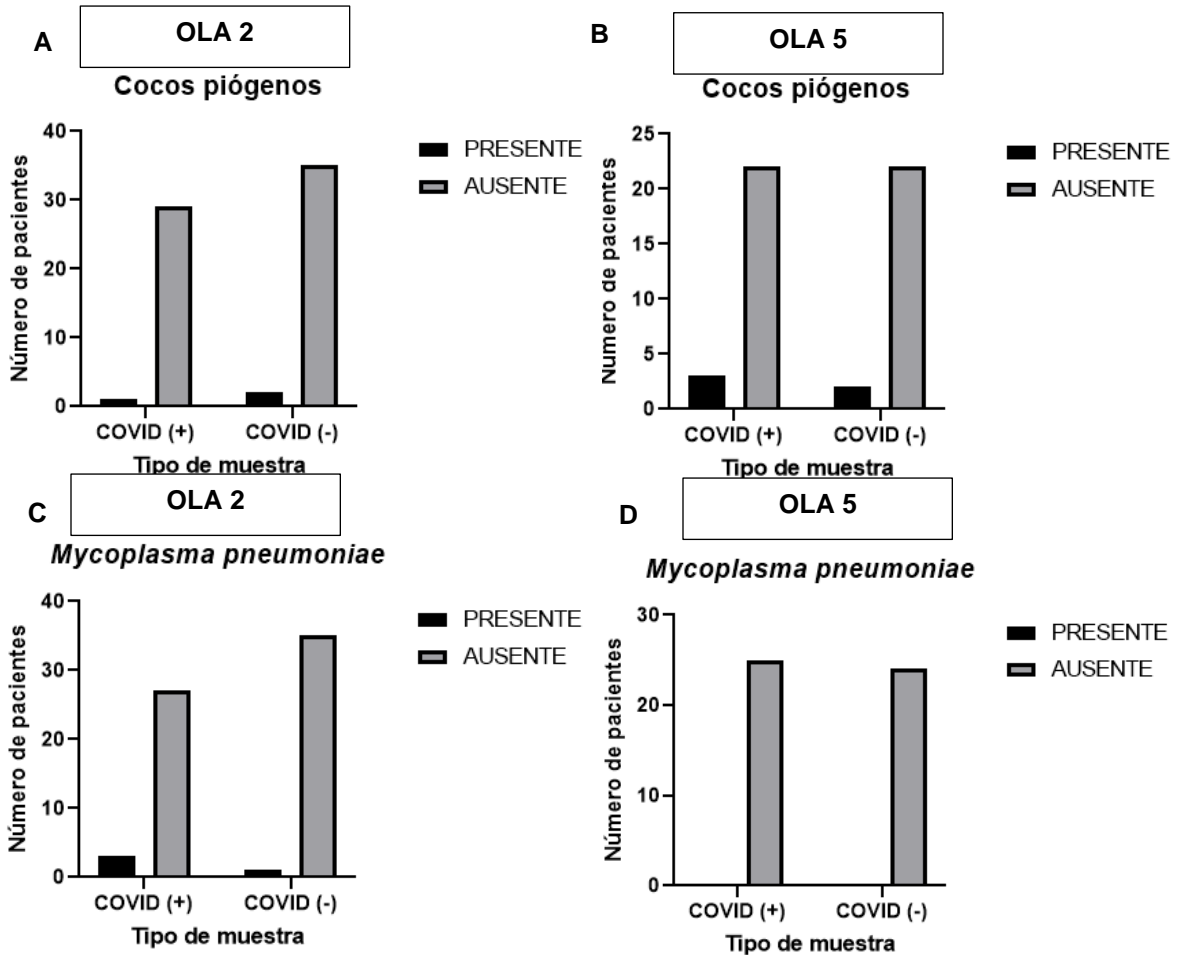 A
OLA 2
Cocos piógenos
Número de pacientes
40
30
20
10
0
COVID (+)
COVID (-)
Tipo de muestra
PRESENTE
AUSENTE
B
OLA 5
Cocos piógenos
Número de pacientes
25
20
15
10
5
0
COVID (+)
COVID (-)
Tipo de muestra
PRESENTE
AUSENTE
C
OLA 2
Mycoplasma pneumoniae
Número de pacientes
40
30
20
10
0
COVID (+)
COVID (-)
Tipo de muestra
PRESENTE
AUSENTE
D
OLA 5
Mycoplasma pneumoniae
Número de pacientes
30
20
10
0
COVID (+)
COVID (-)
Tipo de muestra
PRESENTE
AUSENTE